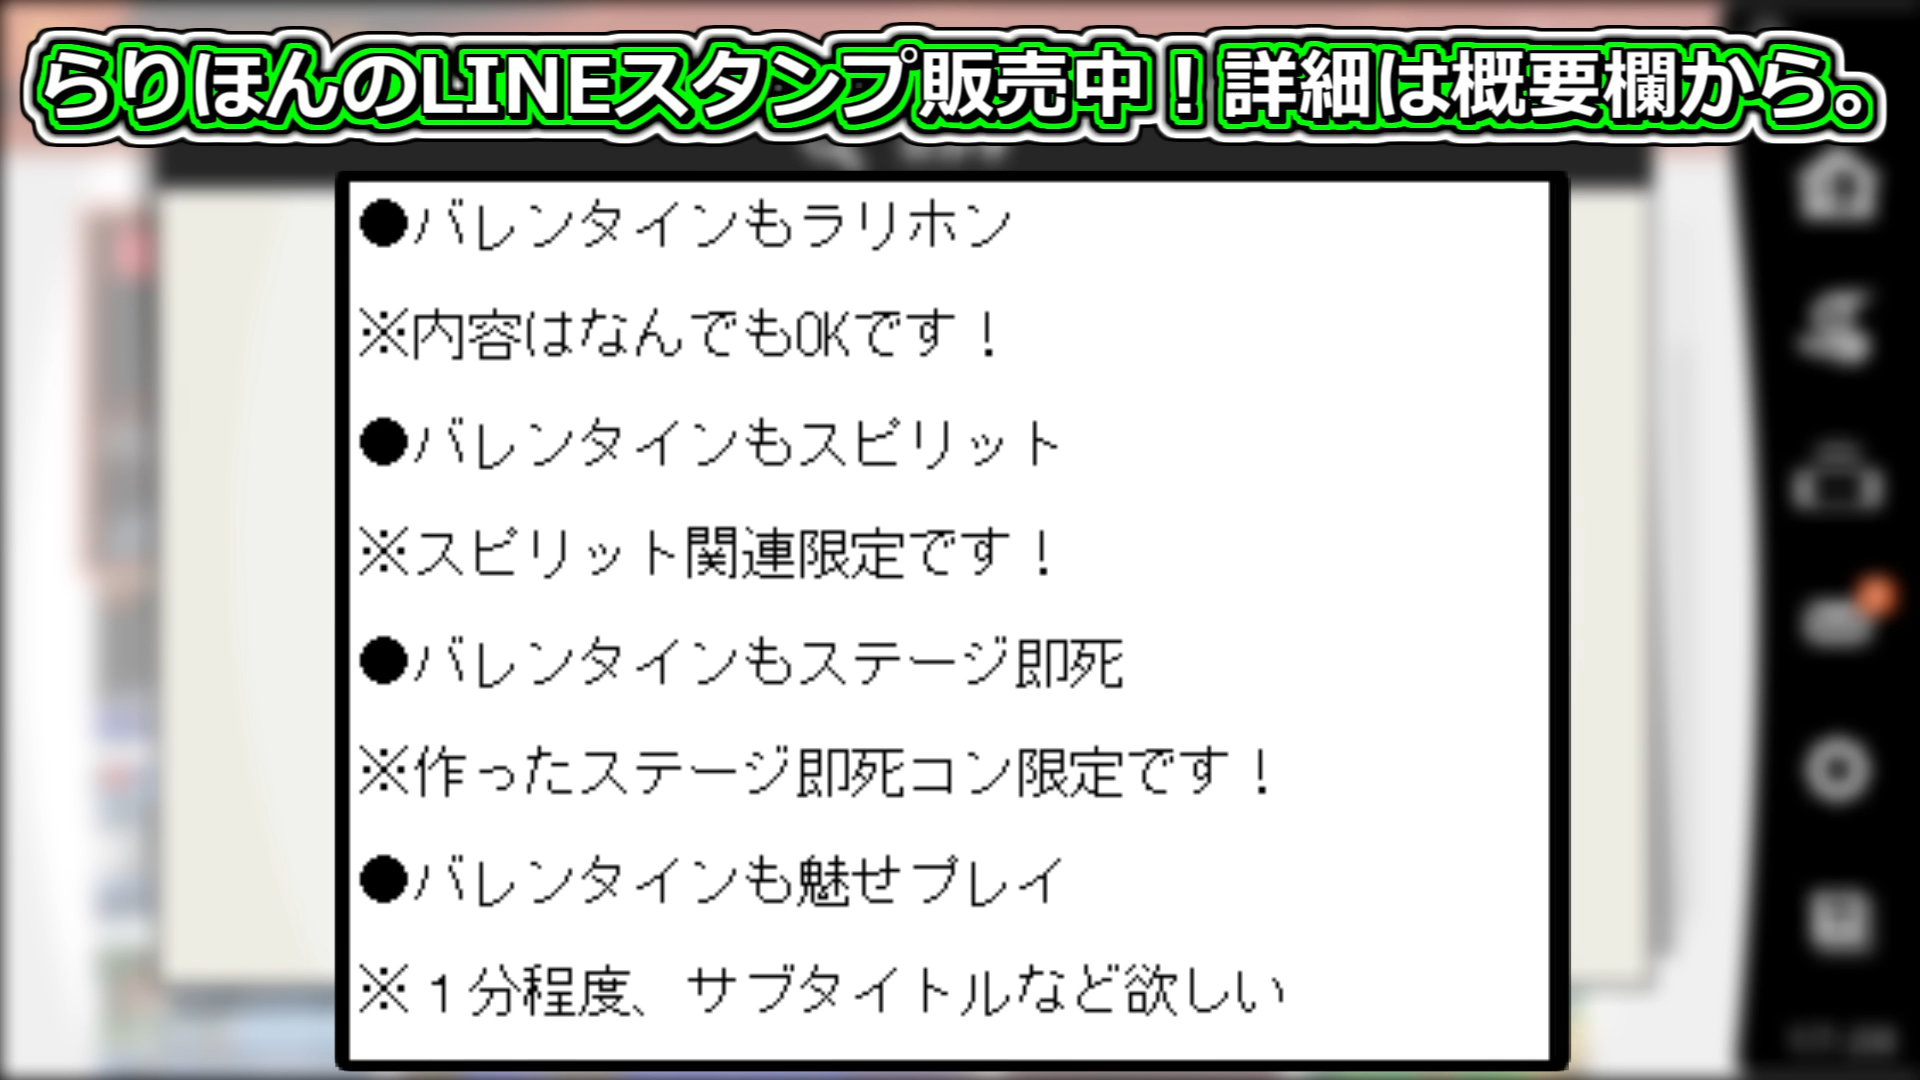 らりほんのLINEスタンプ販売中！詳細は概要欄から。
●バレンタインもラリホン
※内容はなんでもOKです！
●バレンタインもスピリット
※スピリット関連限定です！
●バレンタインもステージ即死
※作ったステージ即死コン限定です！
●バレンタインも魅せプレイ
※１分程度、サブタイトルなど欲しい